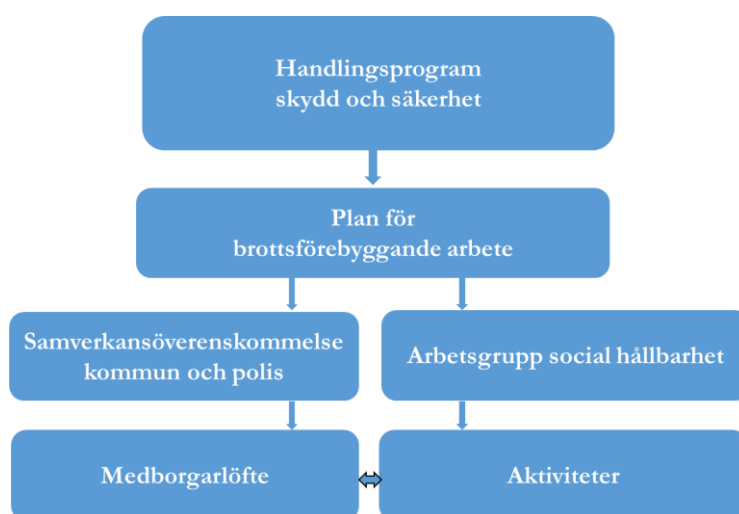 Handlingsprogram
skydd och säkerhet
Plan för
brottsförebyggande arbete
Samverkansöverenskommelse
kommun och polis
Arbetsgrupp social hållbarhet
Medborgarlöfte
Aktiviteter